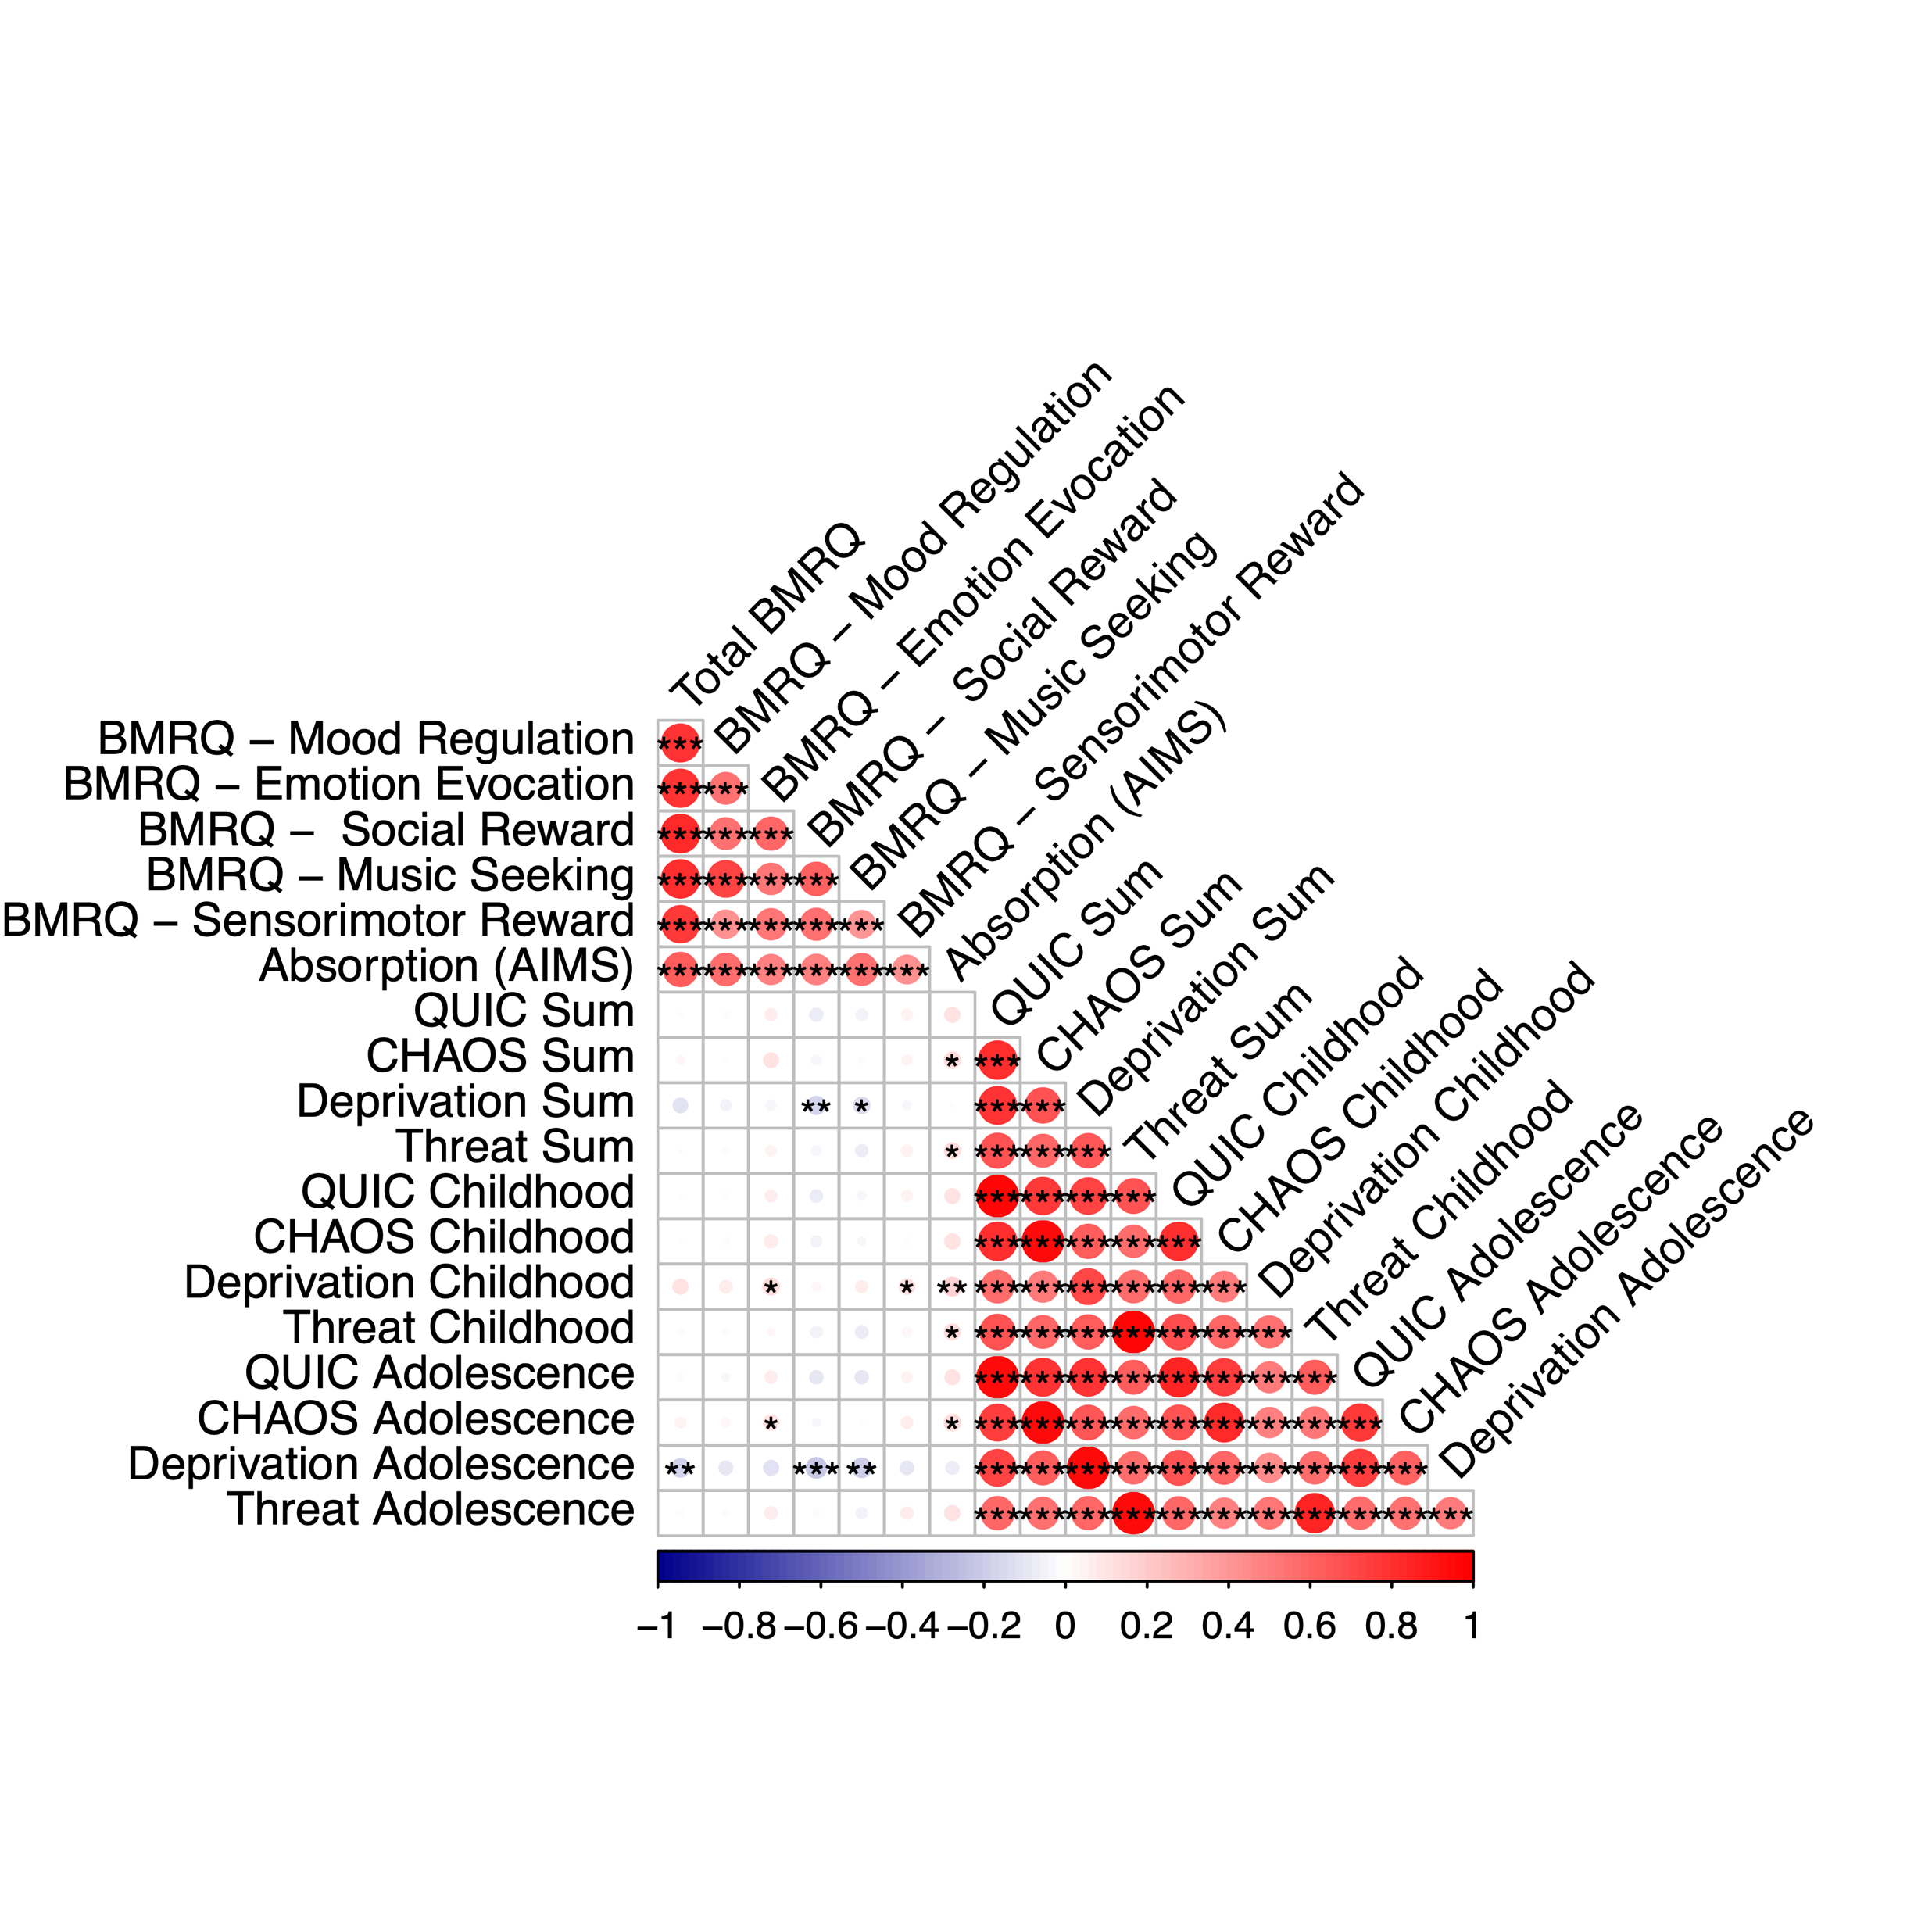 Total BMRQ
BMRQ – Mood Regulation
BMRQ – Emotion Evocation
BMRQ – Social Reward
BMRQ – Music Seeking
BMRQ – Sensorimotor Reward
Absorption (AIMS)
QUIC Sum
CHAOS Sum
Deprivation Sum
Threat Sum
QUIC Childhood
CHAOS Childhood
Deprivation Childhood
Threat Childhood
QUIC Adolescence
CHAOS Adolescence
Deprivation Adolescence
BMRQ – Mood Regulation ***
BMRQ – Emotion Evocation *** ***
BMRQ – Social Reward *** *** ***
BMRQ – Music Seeking *** *** *** ***
BMRQ – Sensorimotor Reward *** *** *** *** ***
Absorption (AIMS) *** *** *** *** *** ***
QUIC Sum
CHAOS Sum * ***
Deprivation Sum ** * *** ***
Threat Sum * *** *** ***
QUIC Childhood *** *** *** ***
CHAOS Childhood *** *** *** *** ***
Deprivation Childhood * * ** *** *** *** *** *** ***
Threat Childhood * *** *** *** *** *** *** ***
QUIC Adolescence *** *** *** *** *** *** *** ***
CHAOS Adolescence * * *** *** *** *** *** *** *** *** ***
Deprivation Adolescence ** *** ** *** *** *** *** *** *** *** *** *** ***
Threat Adolescence *** *** *** *** *** *** *** *** *** *** ***
−1 −0.8 −0.6 −0.4 −0.2 0 0.2 0.4 0.6 0.8 1